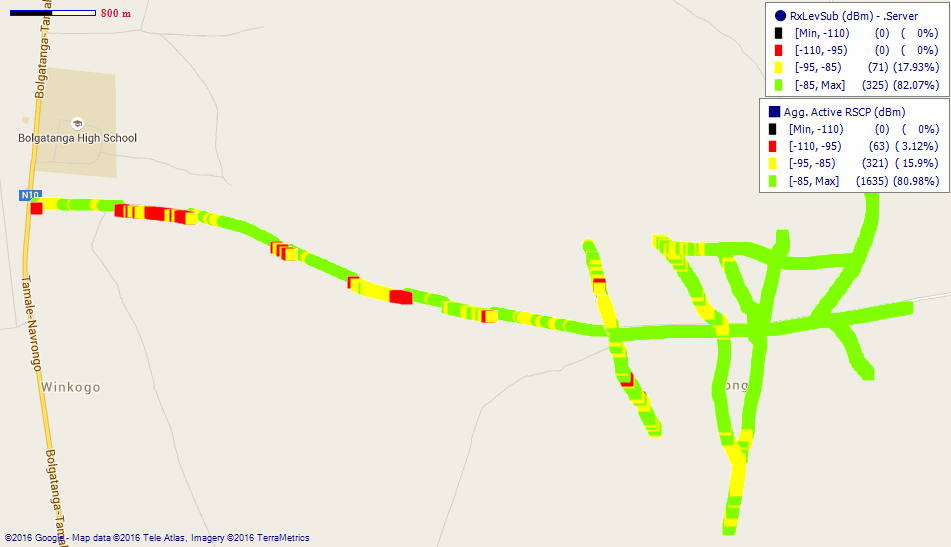 800 m
RxLevSub (dBm) - .Server
[Min, -110) (0) ( 0%)
[-110, -95) (0) ( 0%)
[-95, -85) (71) (17.93%)
[-85, Max] (325) (82.07%)
Agg. Active RSCP (dBm)
[Min, -110) (0) ( 0%)
[-110, -95) (63) ( 3.12%)
[-95, -85) (321) ( 15.9%)
[-85, Max] (1635) (80.98%)
Bolgatanga-Tamal
Bolgatanga High School
N10
Tamale-Navrongo
Winkogo
ong
Bolgatanga-Tamal
©2016 Google - Map data ©2016 Tele Atlas, Imagery ©2016 TerraMetrics